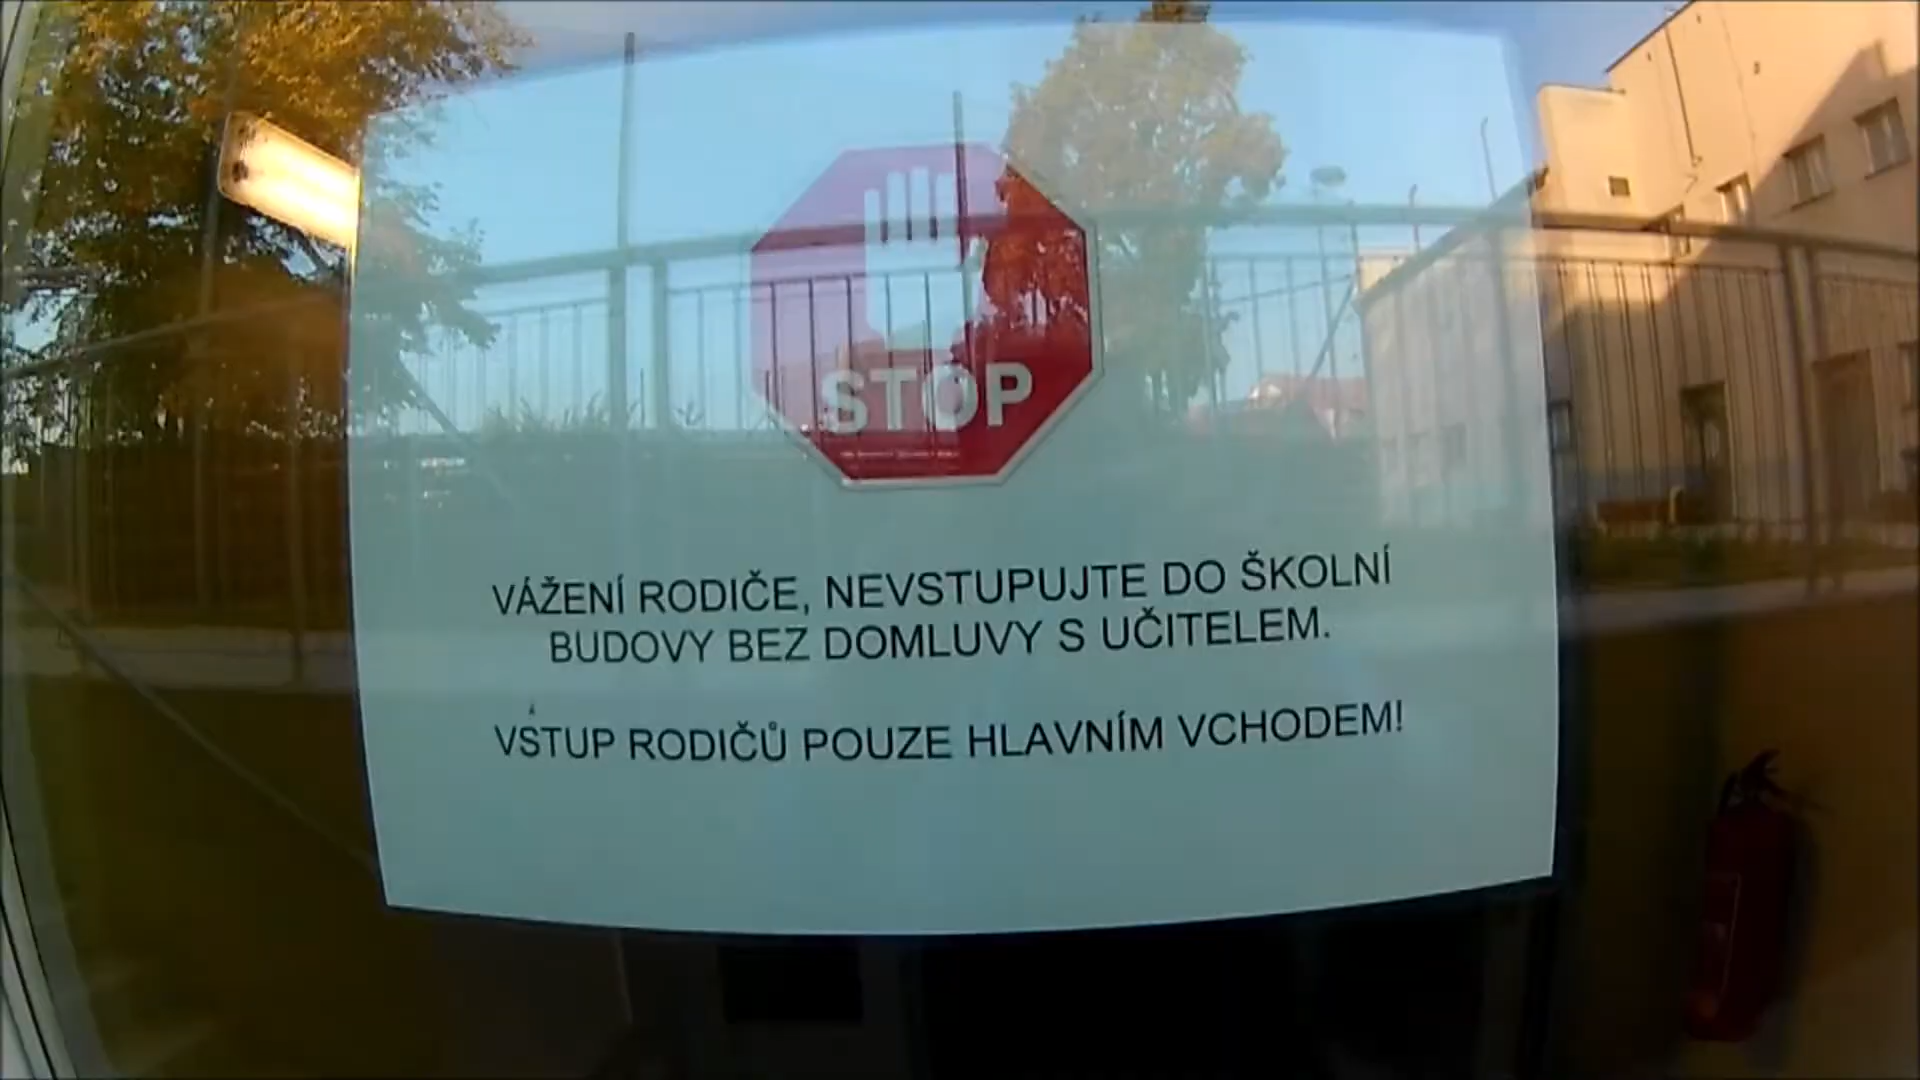 STOP
VÁŽENÍ RODIČE, NEVSTUPUJTE DO ŠKOLNÍ
BUDOVY BEZ DOMLUVY S UČITELEM.
VSTUP RODIČŮ POUZE HLAVNÍM VCHODEM!